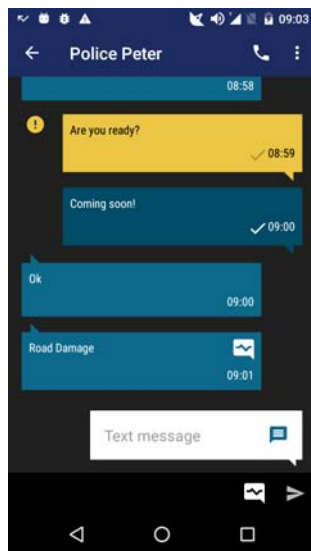 09:03
Police Peter
08:58
!
Are you ready?
08:59
Coming soon!
09:00
Ok
09:00
Road Damage
09:01
Text message